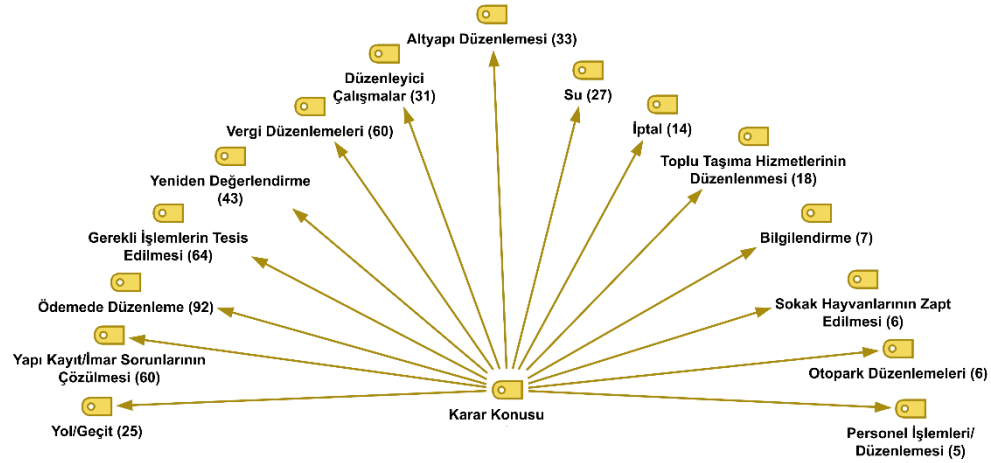 Altyapı Düzenlemesi (33)
Düzenleyici
Çalışmalar (31)
Su (27)
Vergi Düzenlemeleri (60)
İptal (14)
Yeniden Değerlendirme
(43)
Toplu Taşıma Hizmetlerinin
Düzenlenmesi (18)
Gerekli İşlemlerin Tesis
Edilmesi (64)
Bilgilendirme (7)
Ödemede Düzenleme (92)
Sokak Hayvanlarının Zapt
Edilmesi (6)
Yapı Kayıt/İmar Sorunlarının
Çözülmesi (60)
Otopark Düzenlemeleri (6)
Karar Konusu
Yol/Geçit (25)
Personel İşlemleri/
Düzenlemesi (5)